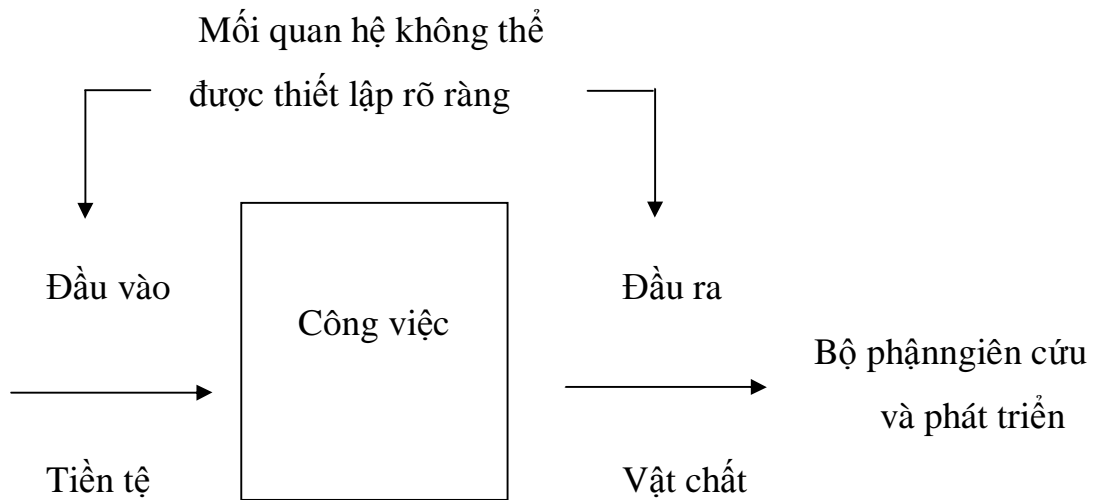 Mối quan hệ không thể
được thiết lập rõ ràng
Đầu vào
Đầu ra
Công việc
Bộ phậnngiên cứu
và phát triển
Tiền tệ
Vật chất